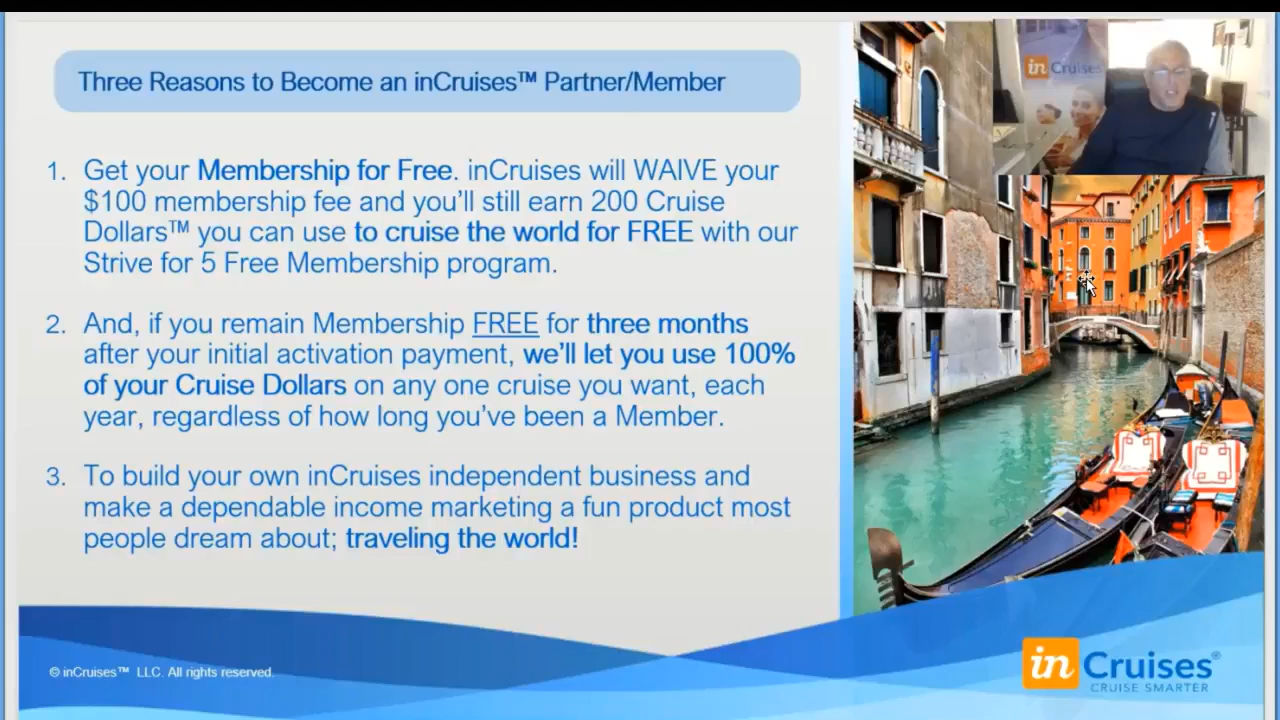 Three Reasons to Become an inCruises™ Partner/Member
1. Get your Membership for Free. inCruises will WAIVE your
$100 membership fee and you'll still earn 200 Cruise
Dollars™ you can use to cruise the world for FREE with our
Strive for 5 Free Membership program.
2. And, if you remain Membership FREE for three months
after your initial activation payment, we'll let you use 100%
of your Cruise Dollars on any one cruise you want, each
year, regardless of how long you've been a Member.
3. To build your own inCruises independent business and
make a dependable income marketing a fun product most
people dream about; traveling the world!
in Cruises
© inCruises™ LLC. All rights reserved.
in Cruises®
CRUISE SMARTER